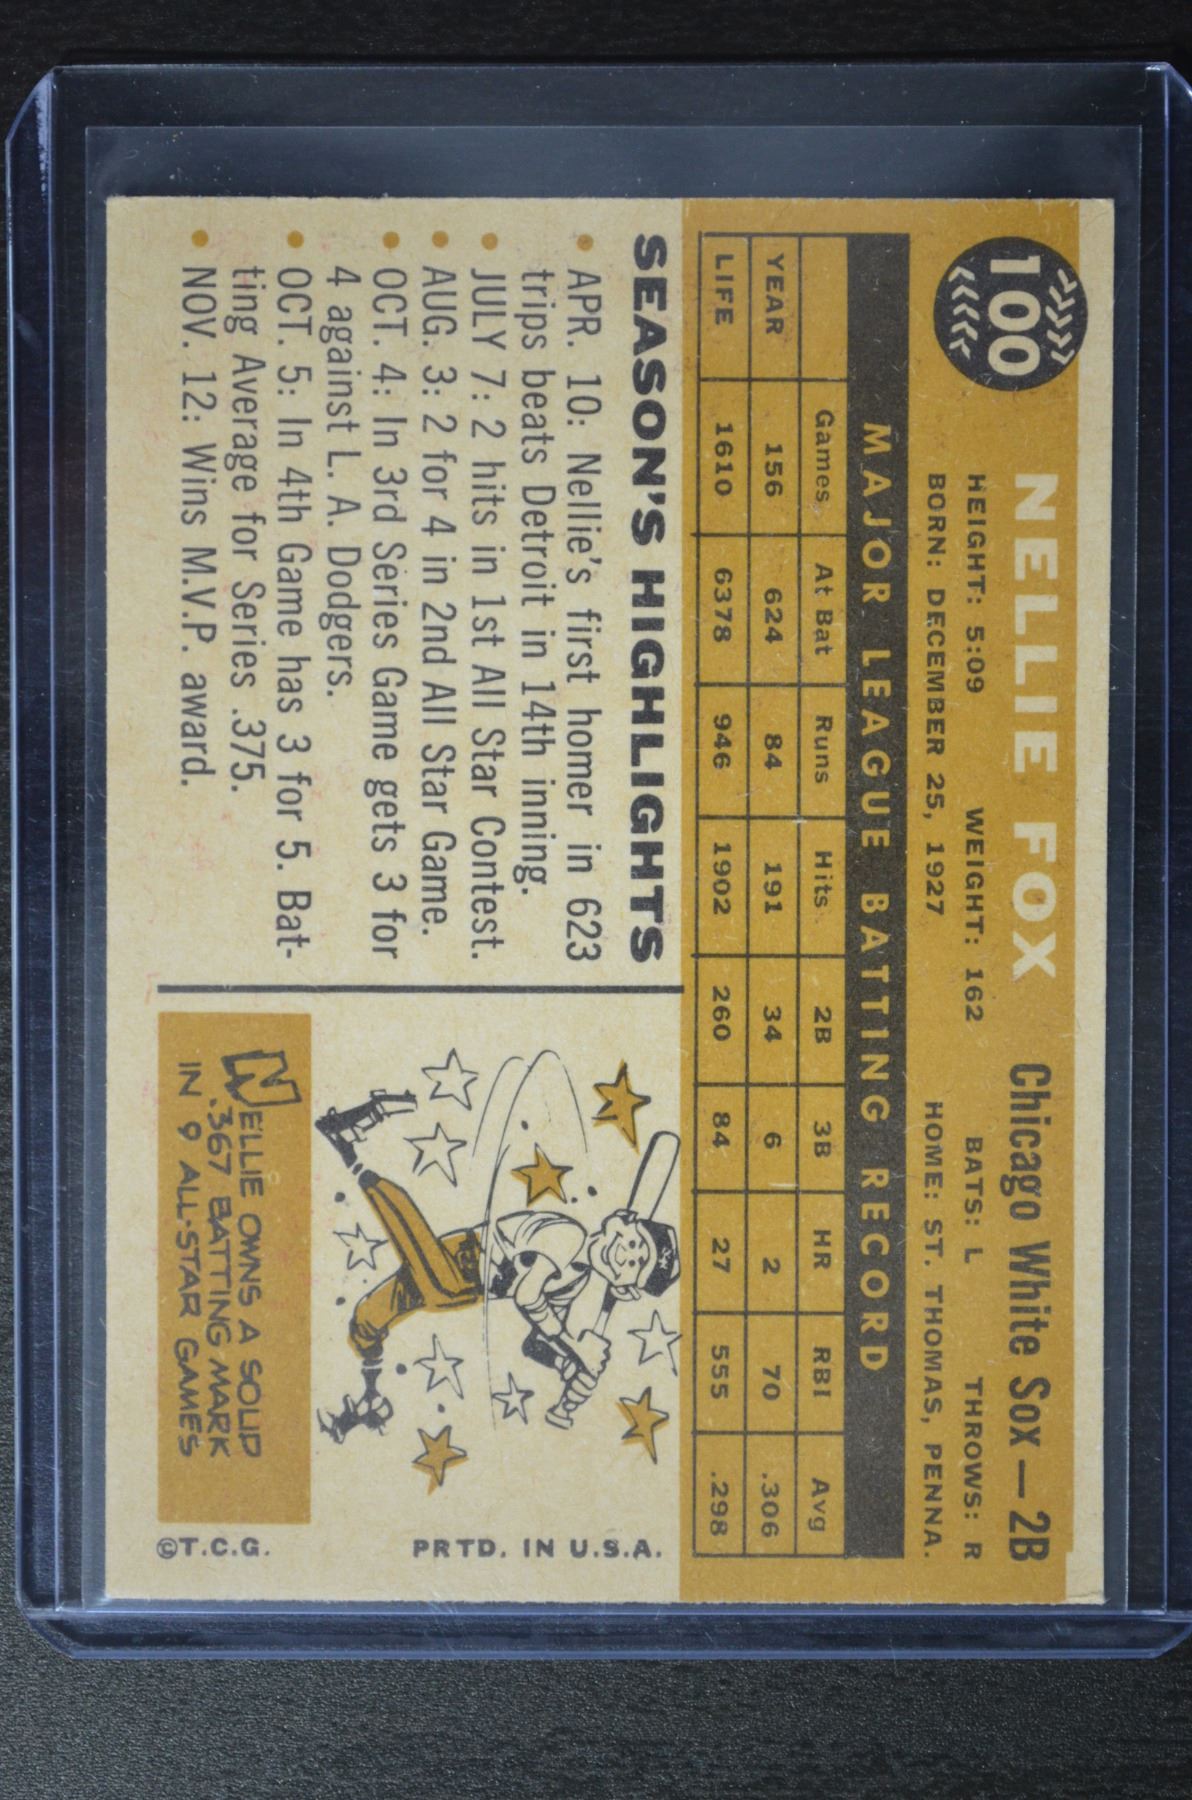 100
NELLIE FOX Chicago White Sox—2B
HEIGHT: 5:09 WEIGHT: 162 BATS: L THROWS: R
BORN: DECEMBER 25, 1927 HOME: ST. THOMAS, PENNA.
MAJOR LEAGUE BATTING RECORD
Games At Bat Runs Hits 2B 3B HR RBI Avg
YEAR 156 624 84 191 34 6 2 70 .306
LIFE 1610 6378 946 1902 260 84 27 555 .298
SEASON'S HIGHLIGHTS
• APR. 10: Nellie's first homer in 623
trips beats Detroit in 14th inning.
• JULY 7: 2 hits in 1st All Star Contest.
• AUG. 3: 2 for 4 in 2nd All Star Game.
• OCT. 4: In 3rd Series Game gets 3 for
4 against L. A. Dodgers.
• OCT. 5: In 4th Game has 3 for 5. Bat-
ting Average for Series .375.
• NOV. 12: Wins M.V.P. award.
NELLIE OWNS A SOLID
.367 BATTING MARK
IN 9 ALL-STAR GAMES
©T.C.G. PRTD. IN U.S.A.